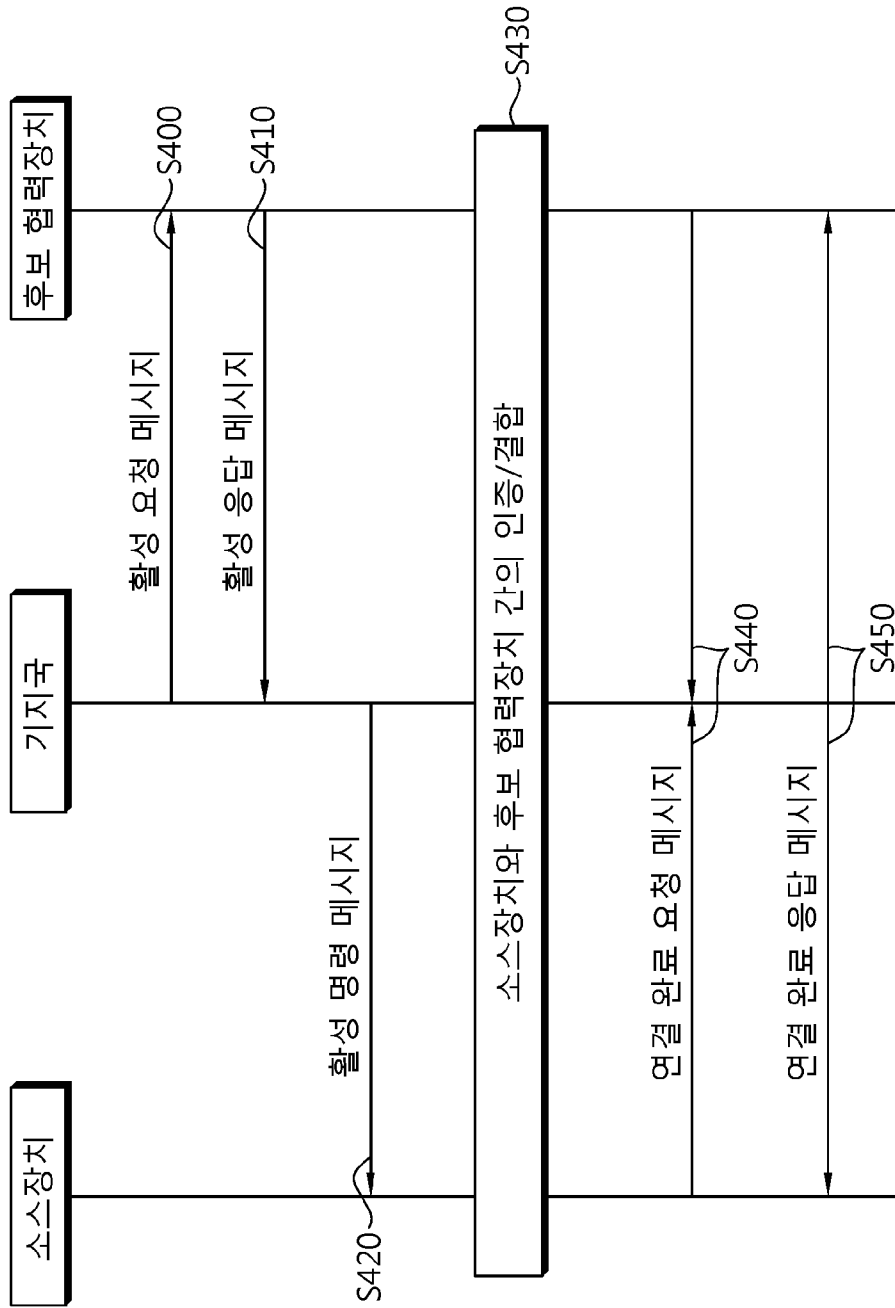 소스장치
기지국
후보 협력장치
활성 요청 메시지
S400
활성 응답 메시지
S410
활성 명령 메시지
S420
소스장치와 후보 협력장치 간의 인증/결합
S430
연결 완료 요청 메시지
S440
연결 완료 응답 메시지
S450